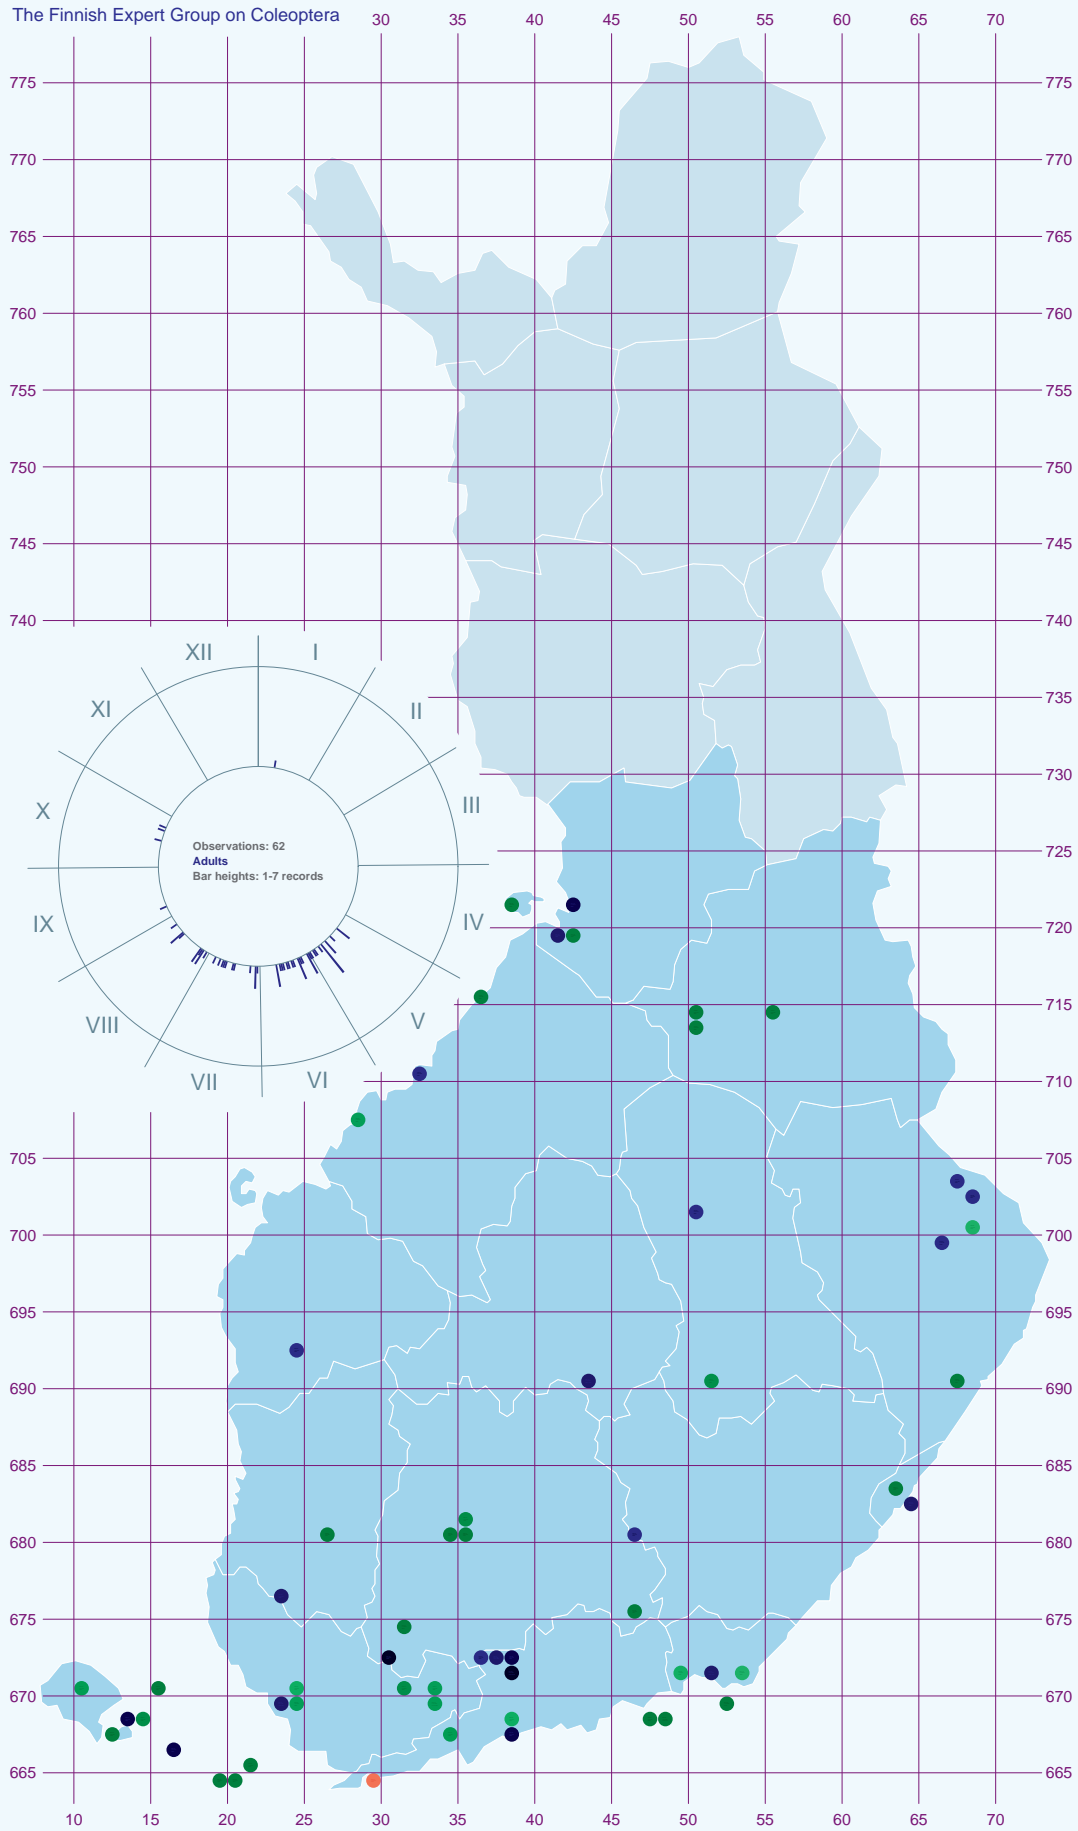 The Finnish Expert Group on Coleoptera
30 40 45 50 55 60 65 70
775 775
770 770
765 765
760 760
755 755
750 750
745 745
740 740
XII I
XI II
735
730
X III
Observations: 62
Adults
Bar heights: 1-7 records
725
IX IV
720
715
VIII V
VII VI
710
705 705
700 700
695 695
690 690
685 685
680 680
675 675
670 670
665 665
10 15 20 25 30 35 40 45 50 55 60 65 70